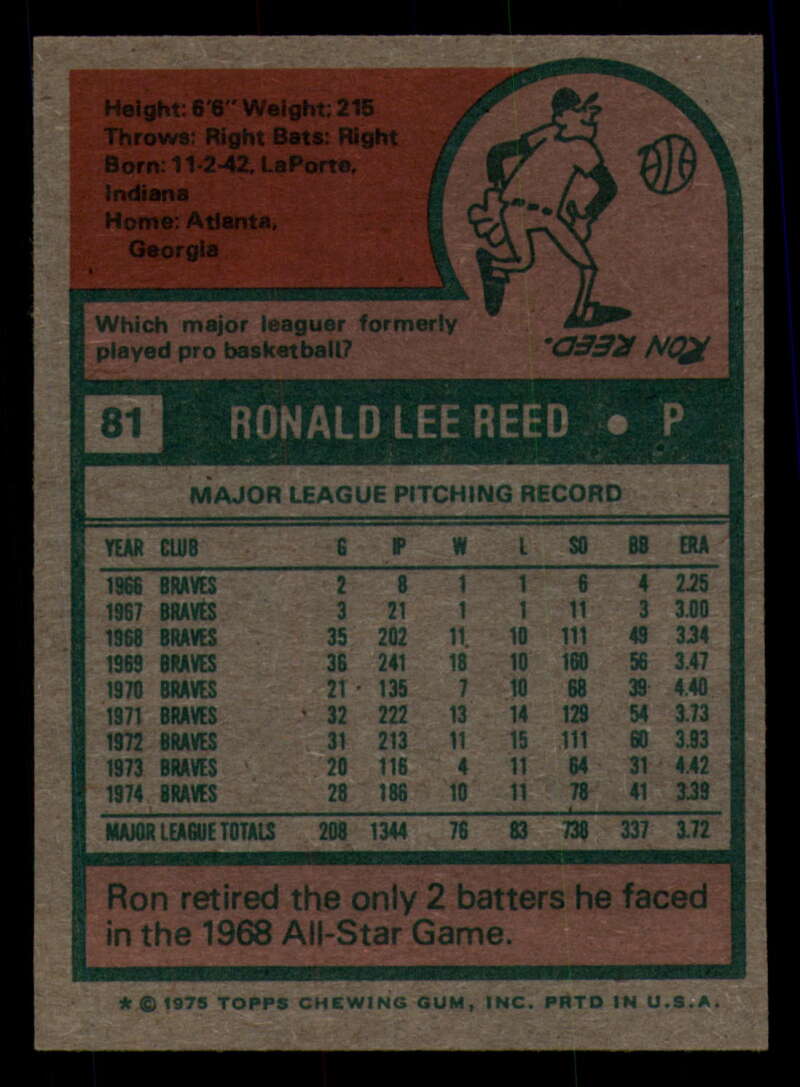 Height: 6'6" Weight: 215
Throws: Right Bats: Right
Born: 11-2-42, LaPorte,
Indiana
Home: Atlanta,
Georgia
Which major leaguer formerly
played pro basketball?
RON REED.
81 RONALD LEE REED • P
MAJOR LEAGUE PITCHING RECORD
YEAR CLUB G IP W L SO BB ERA
1966 BRAVES 2 8 1 1 6 4 2.25
1967 BRAVES 3 21 1 1 11 3 3.00
1968 BRAVES 35 202 11 10 111 49 3.34
1969 BRAVES 36 241 18 10 160 56 3.47
1970 BRAVES 21 135 7 10 68 39 4.40
1971 BRAVES 32 222 13 14 129 54 3.73
1972 BRAVES 31 213 11 15 111 60 3.93
1973 BRAVES 20 116 4 11 64 31 4.42
1974 BRAVES 28 186 10 11 78 41 3.39
MAJOR LEAGUE TOTALS 208 1344 76 83 738 337 3.72
Ron retired the only 2 batters he faced
in the 1968 All-Star Game.
* © 1975 TOPPS CHEWING GUM, INC. PRTD IN U.S.A.